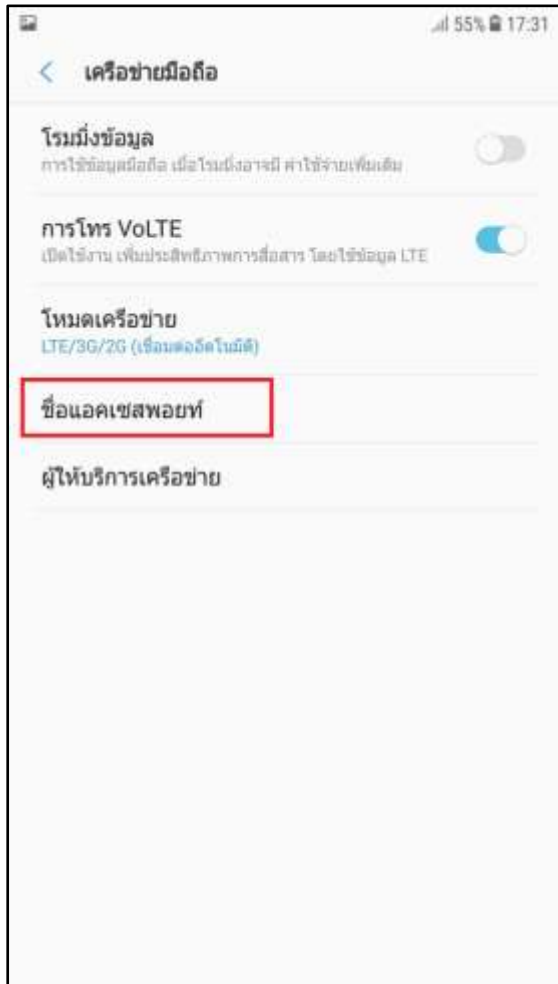 55% 17:31
เครือข่ายมือถือ
โรมมิ่งข้อมูล
การใช้ข้อมูลมือถือ เมื่อโรมมิ่งอาจมี ค่าใช้จ่ายเพิ่มเติม
การโทร VoLTE
เปิดใช้งาน เพิ่มประสิทธิภาพการสื่อสาร โดยใช้ข้อมูล LTE
โหมดเครือข่าย
LTE/3G/2G (เชื่อมต่ออัตโนมัติ)
ชื่อแอคเซสพอยท์
ผู้ให้บริการเครือข่าย